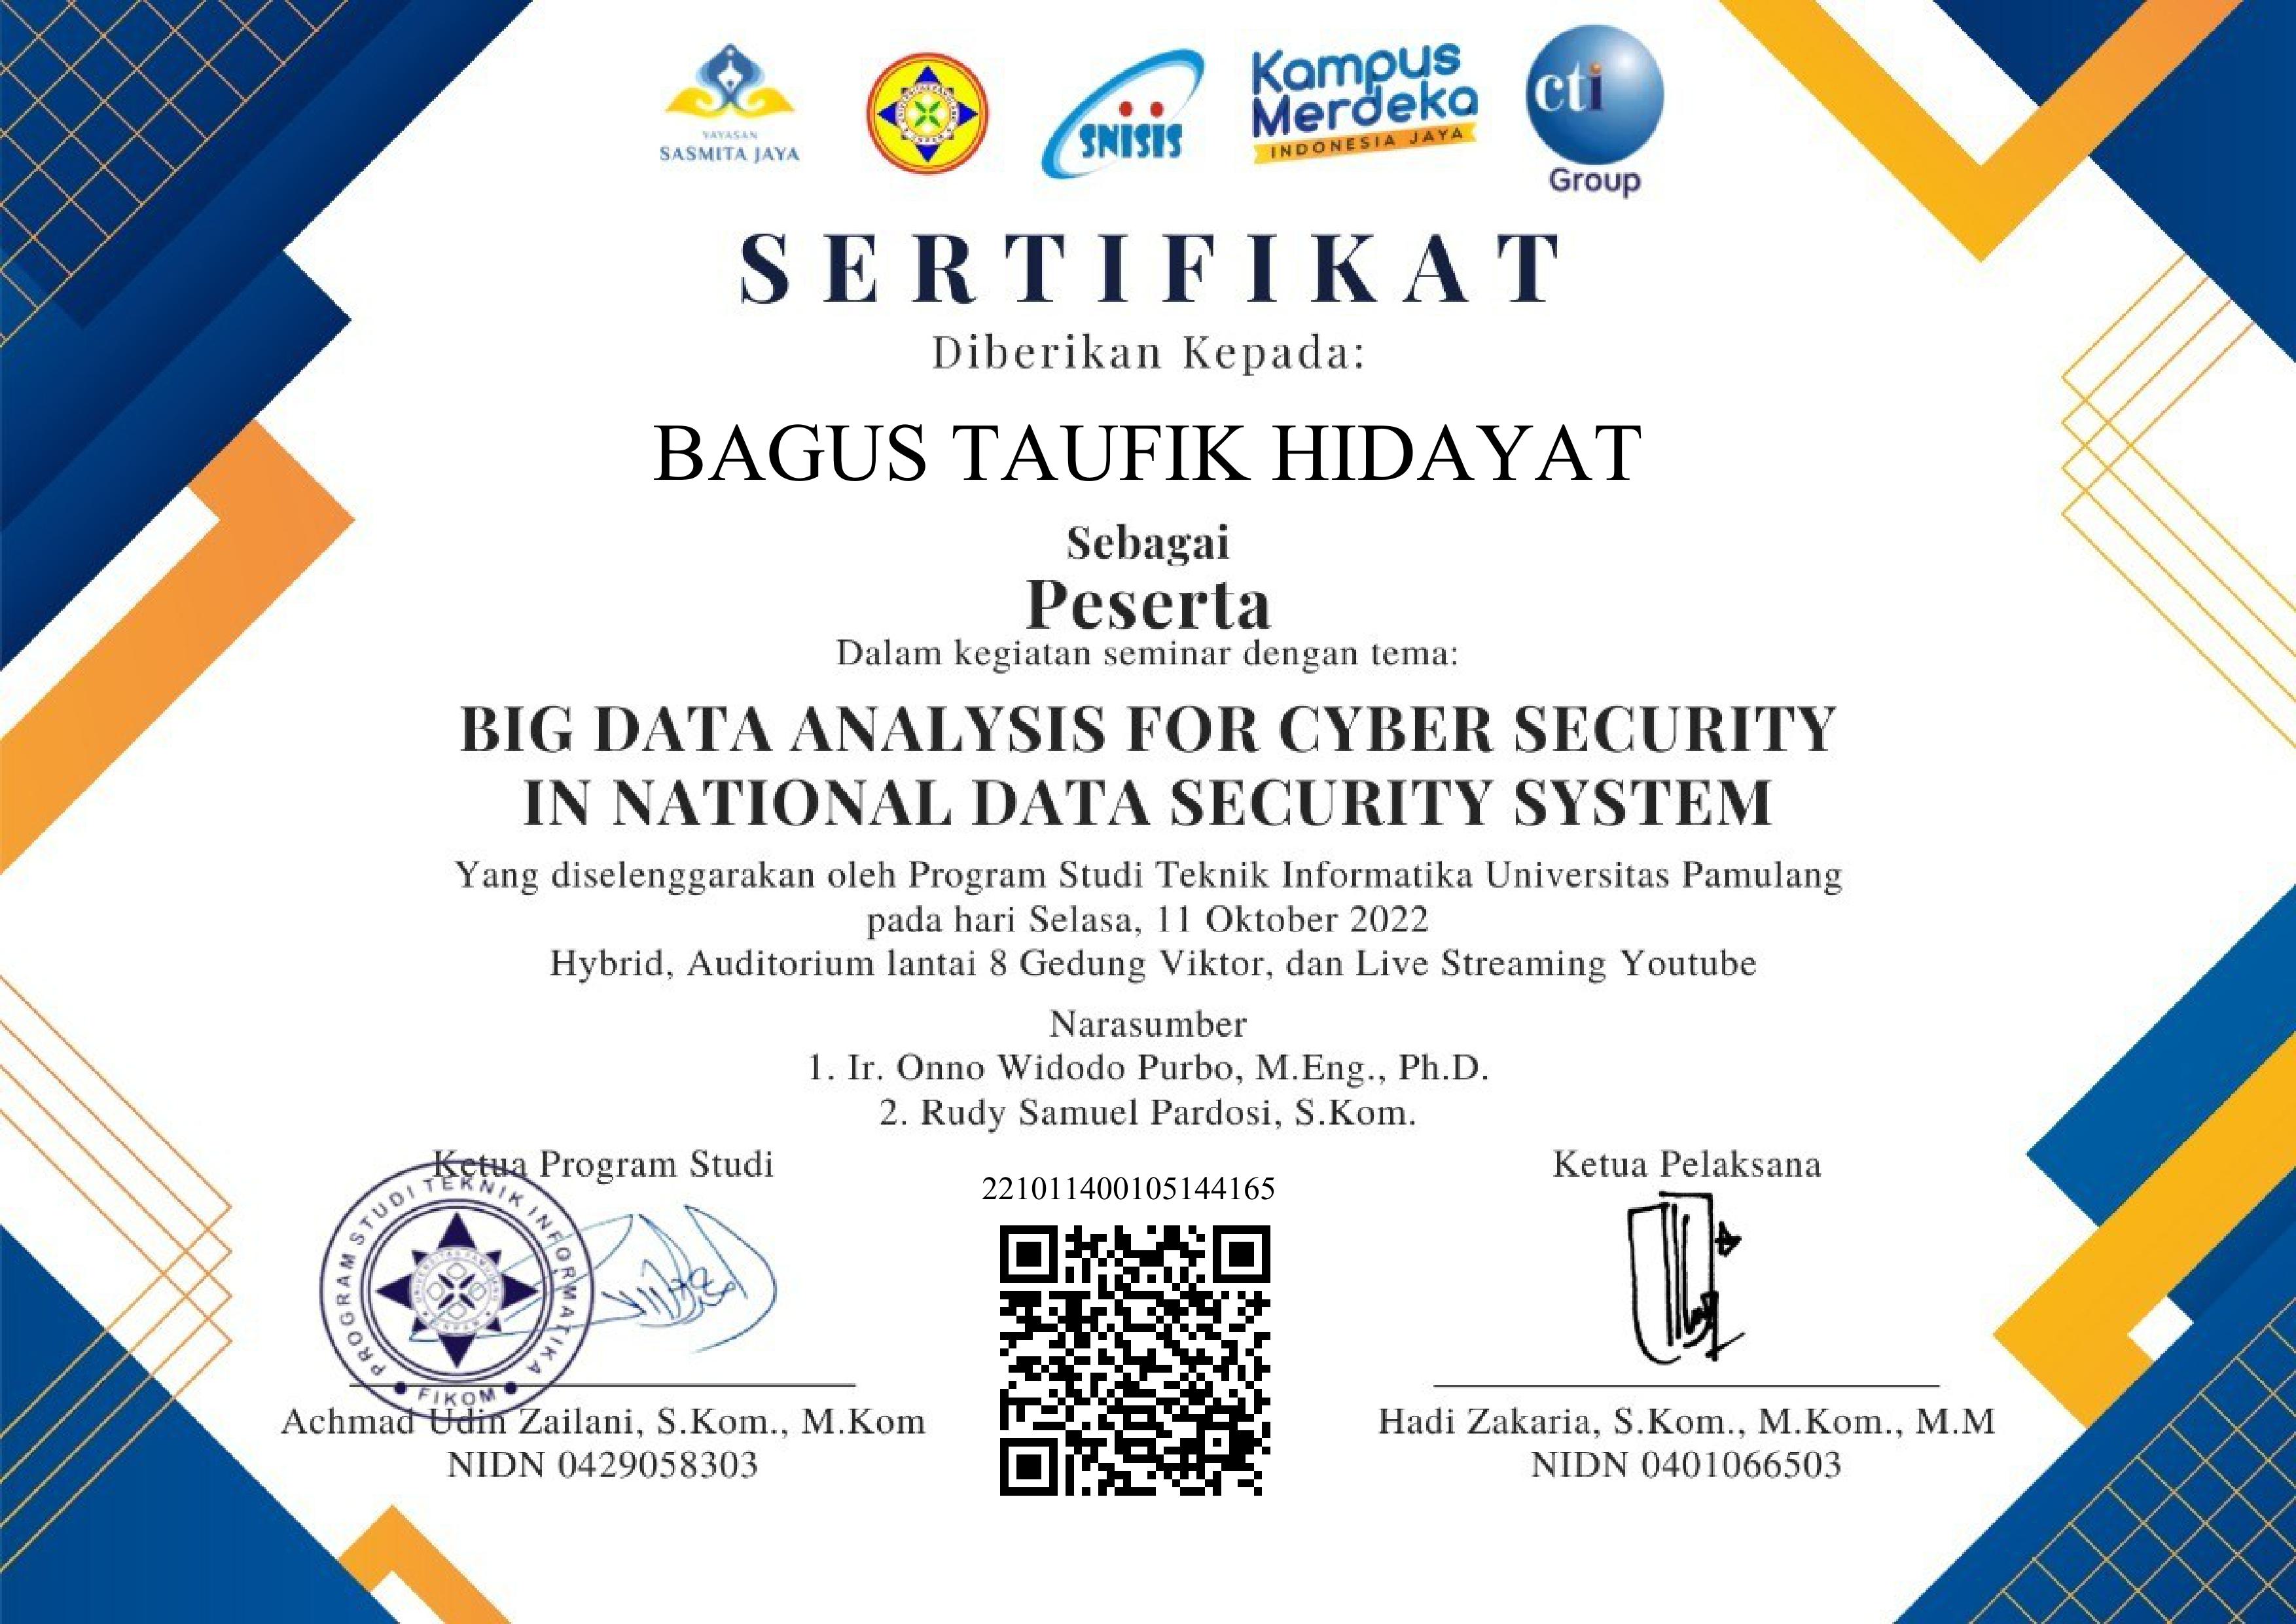 YAYASAN
SASMITA JAYA
SNISIS
Kampus
Merdeka
INDONESIA JAYA
cti
Group
SERTIFIKAT
Diberikan Kepada:
BAGUS TAUFIK HIDAYAT
Sebagai
Peserta
Dalam kegiatan seminar dengan tema:
BIG DATA ANALYSIS FOR CYBER SECURITY
IN NATIONAL DATA SECURITY SYSTEM
Yang diselenggarakan oleh Program Studi Teknik Informatika Universitas Pamulang
pada hari Selasa, 11 Oktober 2022
Hybrid, Auditorium lantai 8 Gedung Viktor, dan Live Streaming Youtube
Narasumber
1. Ir. Onno Widodo Purbo, M.Eng., Ph.D.
2. Rudy Samuel Pardosi, S.Kom.
Ketua Program Studi
PROGRAM STUDI TEKNIK INFORMATIKA
FIKOM
Achmad Udin Zailani, S.Kom., M.Kom
NIDN 0429058303
221011400105144165
Ketua Pelaksana
Hadi Zakaria, S.Kom., M.Kom., M.M
NIDN 0401066503